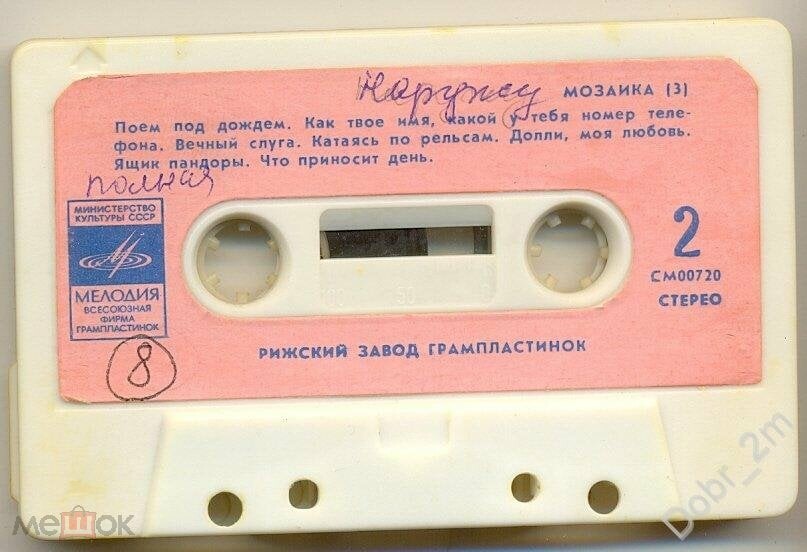 Наружу МОЗАИКА (3)
Поем под дождем. Как твое имя, какой у тебя номер теле-
фона. Вечный слуга. Катаясь по рельсам. Долли, моя любовь.
Ящик пандоры. Что приносит день.
полная
МИНИСТЕРСТВО
КУЛЬТУРЫ СССР
МЕЛОДИЯ
ВСЕСОЮЗНАЯ
ФИРМА
ГРАМПЛАСТИНОК
2
СМ00720
СТЕРЕО
100 50
РИЖСКИЙ ЗАВОД ГРАМПЛАСТИНОК
8
мешок
Dobr_2m